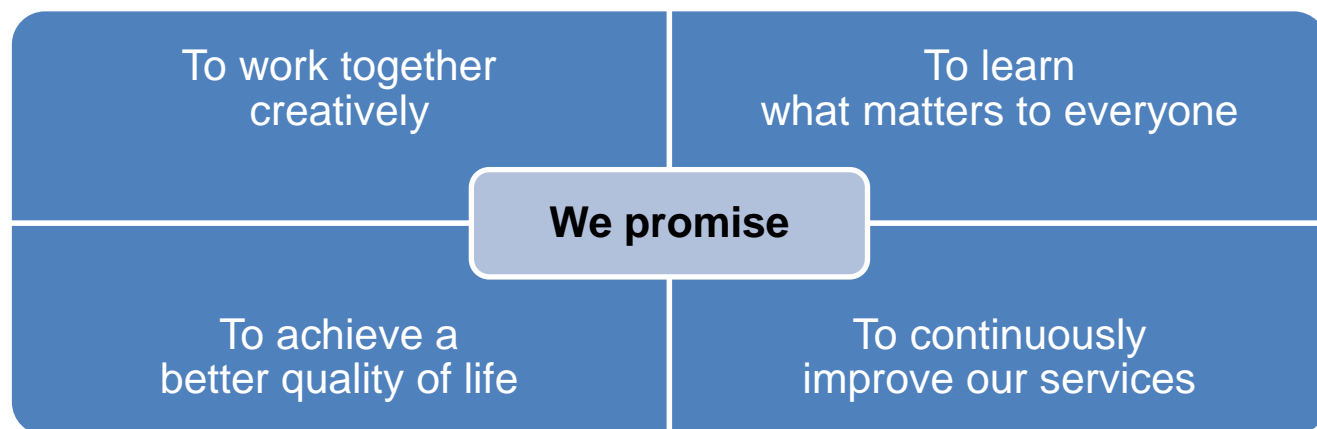 To work together
creatively
To learn
what matters to everyone
We promise
To achieve a
better quality of life
To continuously
improve our services